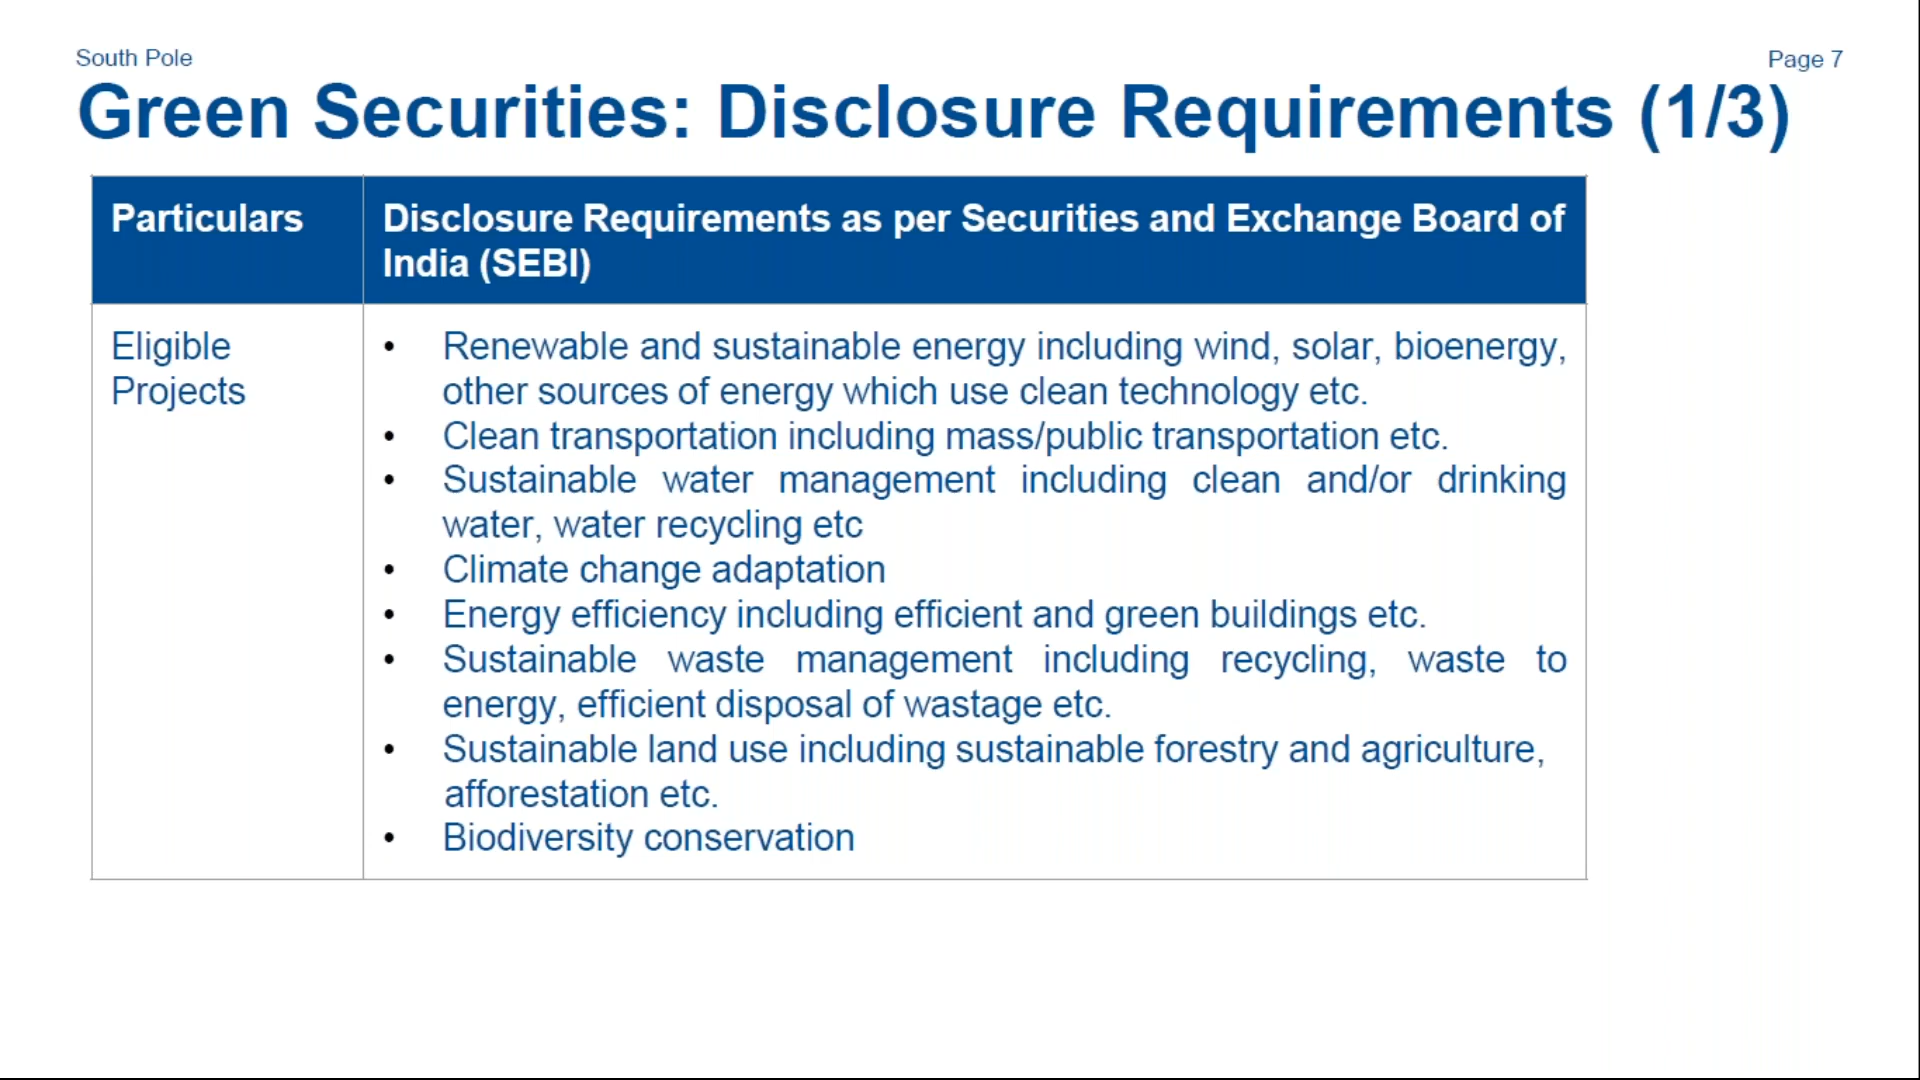 South Pole
Page 7
Green Securities: Disclosure Requirements (1/3)
Particulars
Disclosure Requirements as per Securities and Exchange Board of
India (SEBI)
Eligible
Projects
• Renewable and sustainable energy including wind, solar, bioenergy,
other sources of energy which use clean technology etc.
• Clean transportation including mass/public transportation etc.
• Sustainable water management including clean and/or drinking
water, water recycling etc
• Climate change adaptation
• Energy efficiency including efficient and green buildings etc.
• Sustainable waste management including recycling, waste to
energy, efficient disposal of wastage etc.
• Sustainable land use including sustainable forestry and agriculture,
afforestation etc.
• Biodiversity conservation